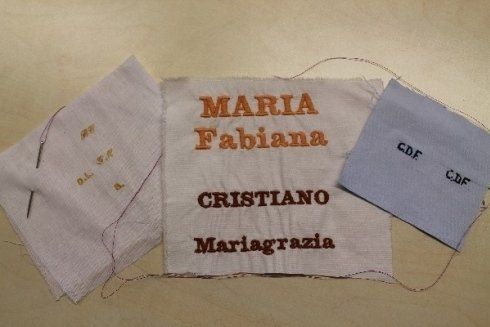 MARIA
Fabiana
CRISTIANO
Mariagrazia
C.D.F.
C.D.F